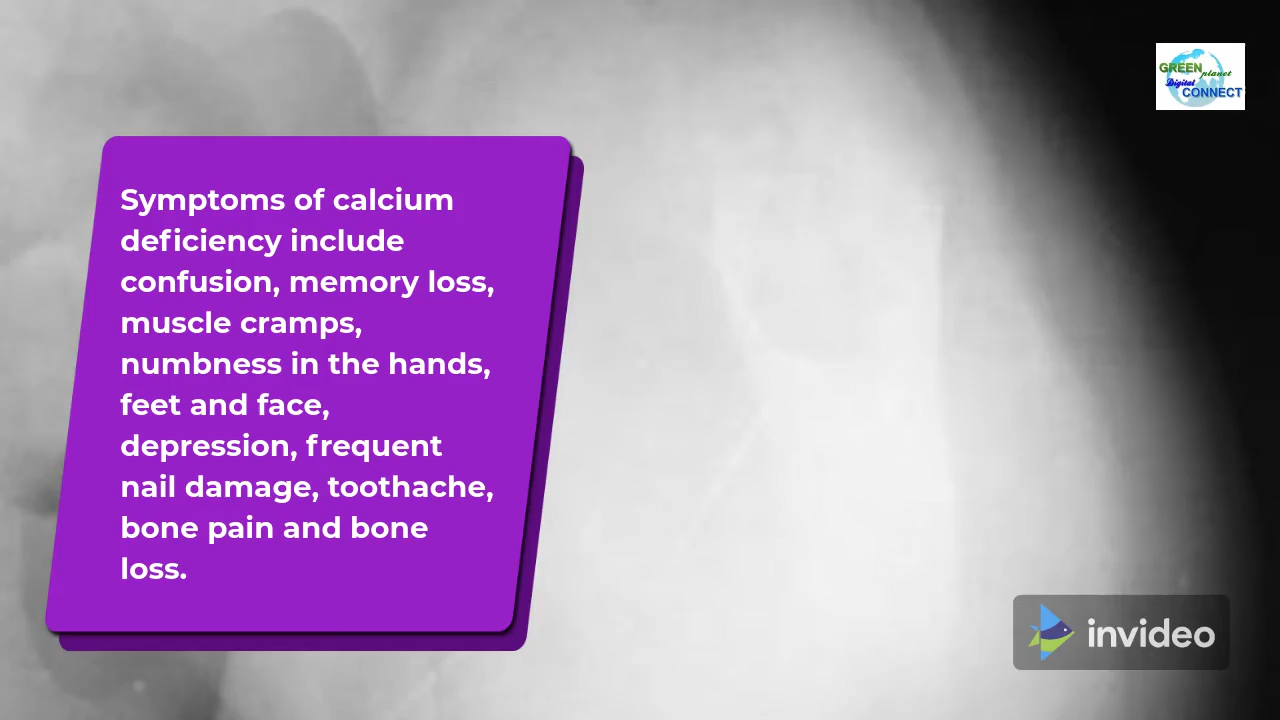 GREEN
planet
Digital
CONNECT
Symptoms of calcium
deficiency include
confusion, memory loss,
muscle cramps,
numbness in the hands,
feet and face,
depression, frequent
nail damage, toothache,
bone pain and bone
loss.
invideo